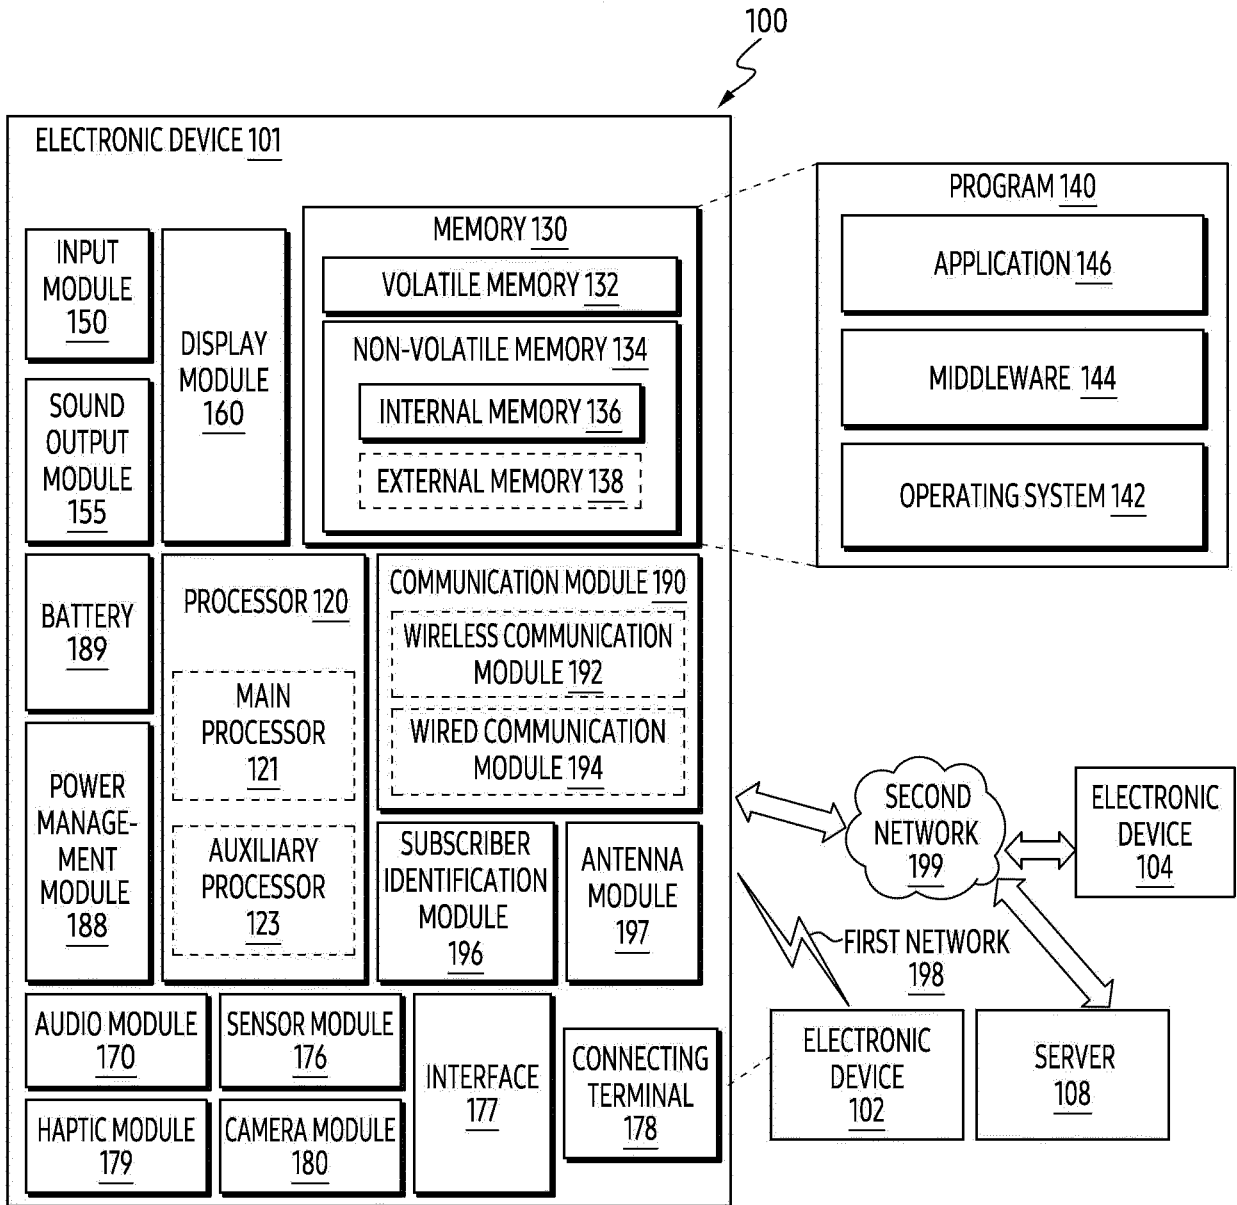 100
ELECTRONIC DEVICE 101
INPUT
MODULE
150
SOUND
OUTPUT
MODULE
155
DISPLAY
MODULE
160
MEMORY 130
VOLATILE MEMORY 132
NON-VOLATILE MEMORY 134
INTERNAL MEMORY 136
EXTERNAL MEMORY 138
PROGRAM 140
APPLICATION 146
MIDDLEWARE 144
OPERATING SYSTEM 142
BATTERY
189
POWER
MANAGE-
MENT MODULE
188
PROCESSOR 120
MAIN
PROCESSOR
121
AUXILIARY
PROCESSOR
123
COMMUNICATION MODULE 190
WIRELESS COMMUNICATION
MODULE 192
WIRED COMMUNICATION
MODULE 194
SUBSCRIBER
IDENTIFICATION
MODULE
196
ANTENNA
MODULE
197
SECOND
NETWORK
199
ELECTRONIC
DEVICE
104
FIRST NETWORK
198
AUDIO MODULE
170
SENSOR MODULE
176
HAPTIC MODULE
179
CAMERA MODULE
180
INTERFACE
177
CONNECTING
TERMINAL
178
ELECTRONIC
DEVICE
102
SERVER
108